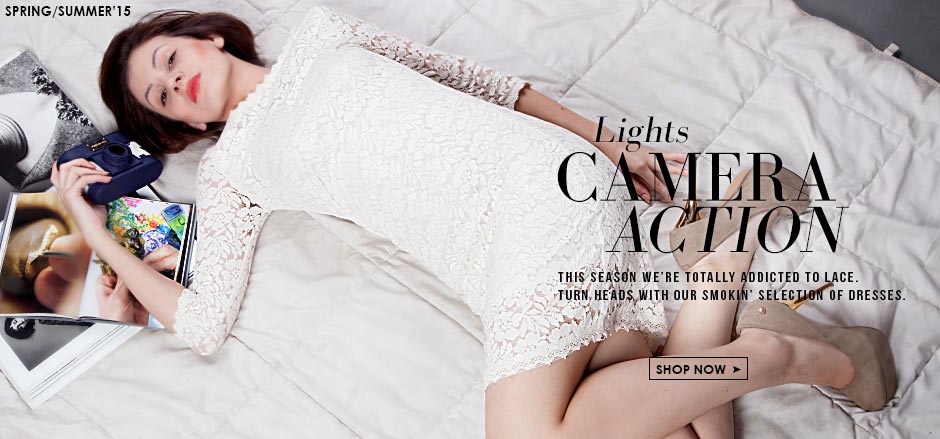 SPRING/SUMMER'15
Lights
CAMERA
ACTION
THIS SEASON WE'RE TOTALLY ADDICTED TO LACE.
TURN HEADS WITH OUR SMOKIN' SELECTION OF DRESSES.
SHOP NOW ➤